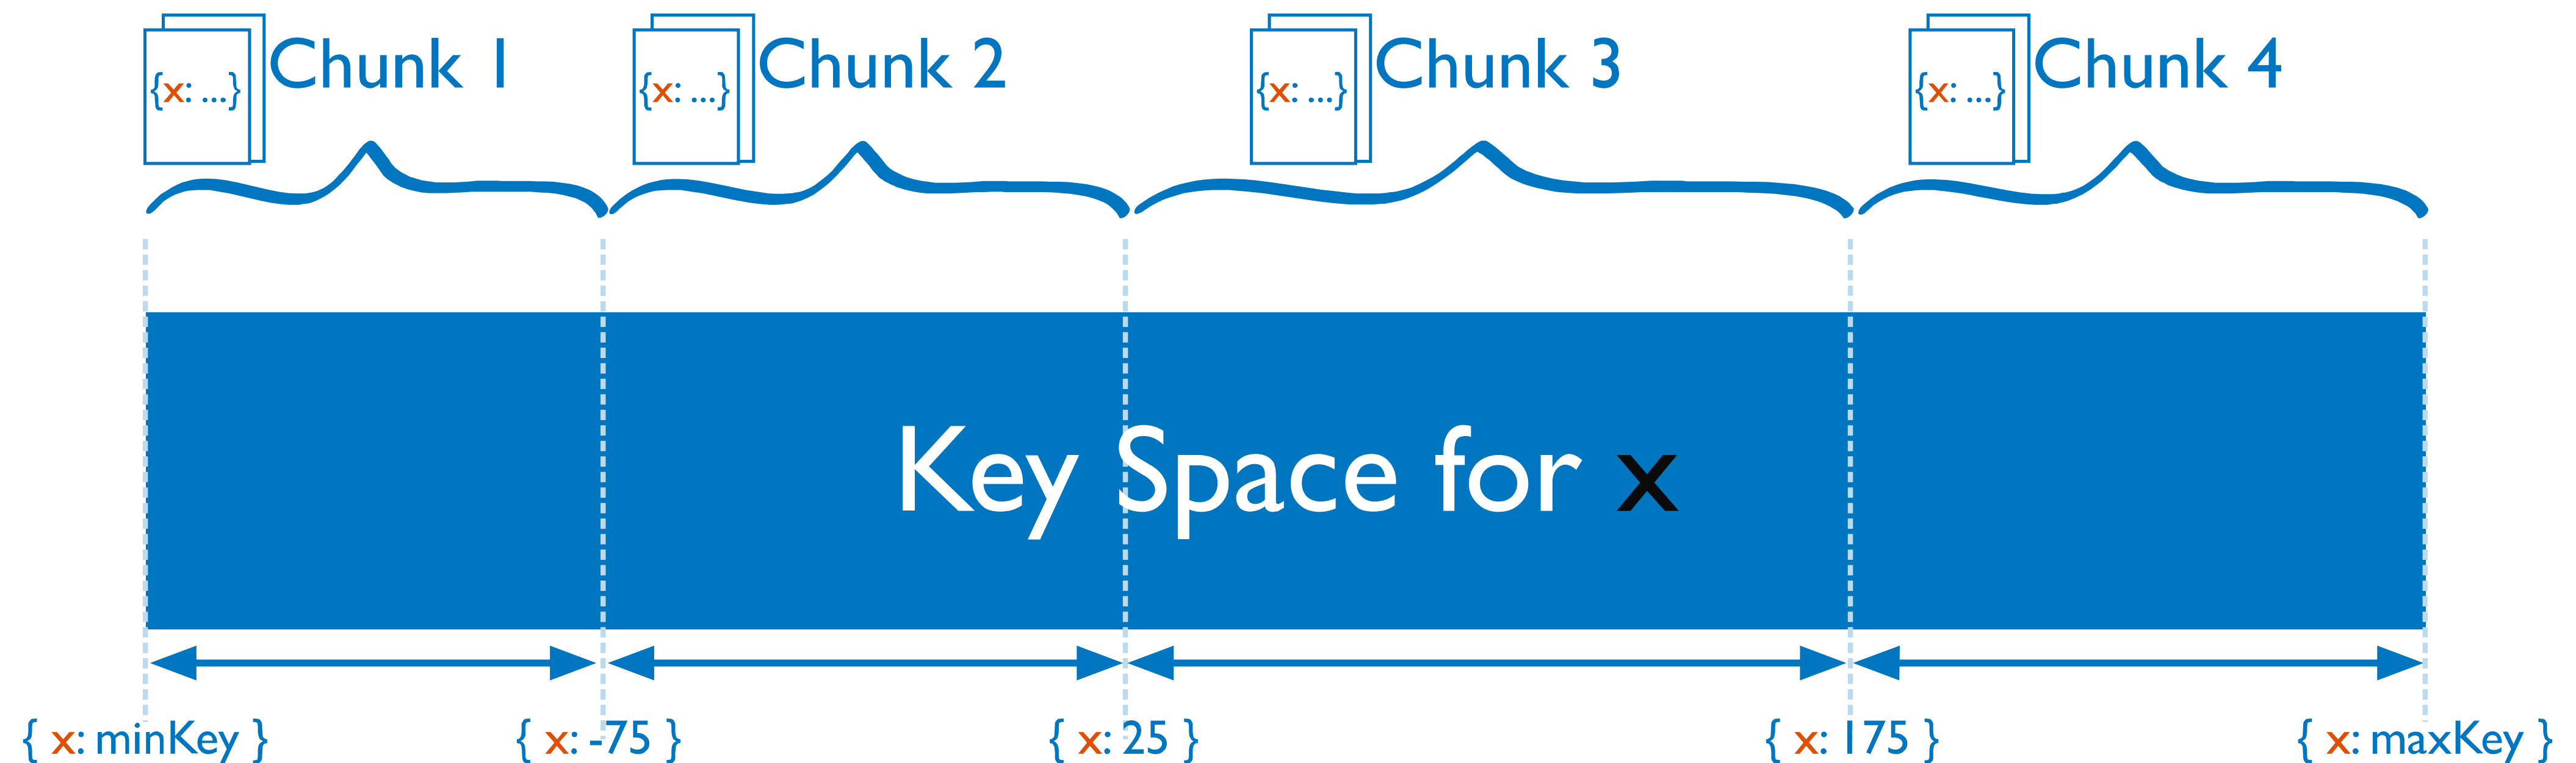 Chunk 1
{x: ...}
Chunk 2
{x: ...}
Chunk 3
{x: ...}
Chunk 4
{x: ...}
Key Space for x
{ x: minKey }
{ x: -75 }
{ x: 25 }
{ x: 175 }
{ x: maxKey }